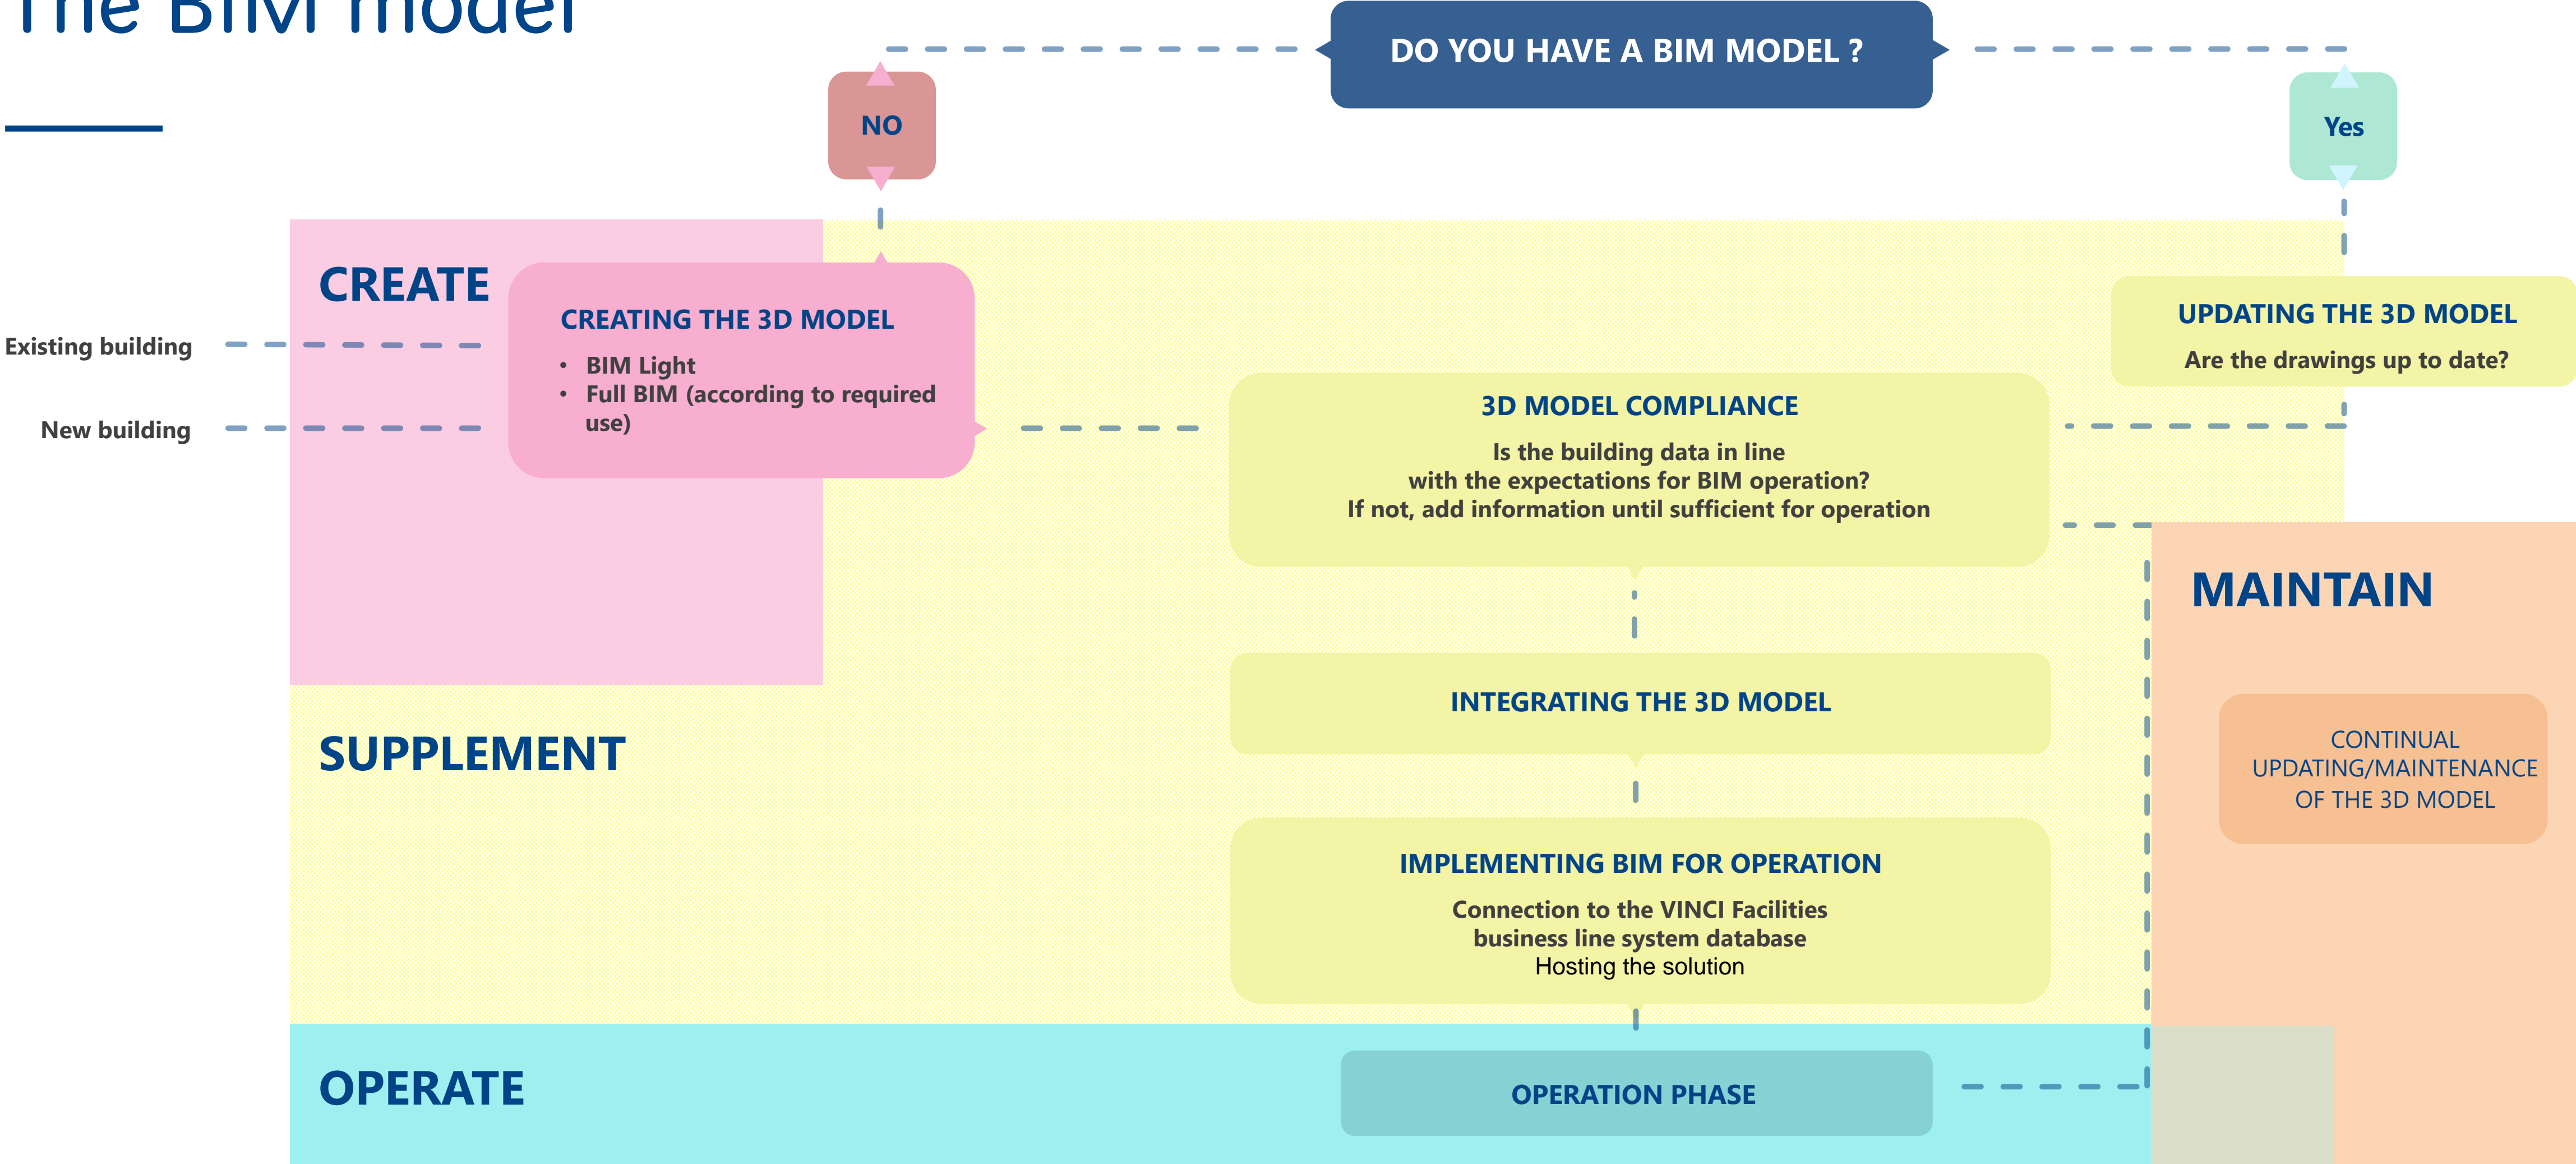 The BIM model
DO YOU HAVE A BIM MODEL ?
NO
Yes
CREATE
Existing building
New building
CREATING THE 3D MODEL
• BIM Light
• Full BIM (according to required
use)
UPDATING THE 3D MODEL
Are the drawings up to date?
3D MODEL COMPLIANCE
Is the building data in line
with the expectations for BIM operation?
If not, add information until sufficient for operation
MAINTAIN
INTEGRATING THE 3D MODEL
SUPPLEMENT
CONTINUAL
UPDATING/MAINTENANCE
OF THE 3D MODEL
IMPLEMENTING BIM FOR OPERATION
Connection to the VINCI Facilities
business line system database
Hosting the solution
OPERATE
OPERATION PHASE